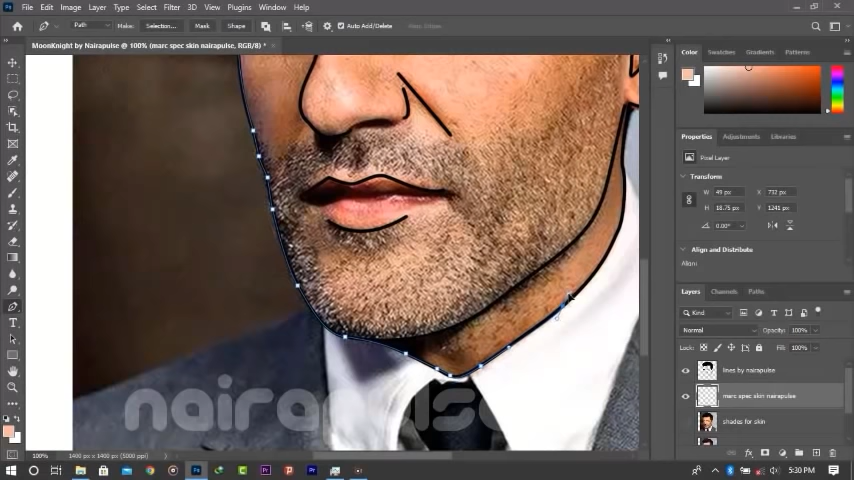 File Edit Image Layer Type Select Filter 3D View Window Help
Path Make: Selection... Mask Shape Auto Add/Delete
MoonKnight by Nairapulse @ 100% (marc spec skin nairapulse, RGB/8) *
Color Swatches Gradients Patterns
Properties Adjustments Libraries
Pixel Layer
Transform
W 49 px X 732 px
H 18.75 px Y 1241 px
0.00°
Align and Distribute
Layers Channels Paths
Kind
Normal Opacity: 100%
Lock: Fill: 100%
lines by nairapulse
marc spec skin nairapulse
shades for skin
nairapulse
100% 1400 px x 1400 px (5000 ppi)
5:30 PM